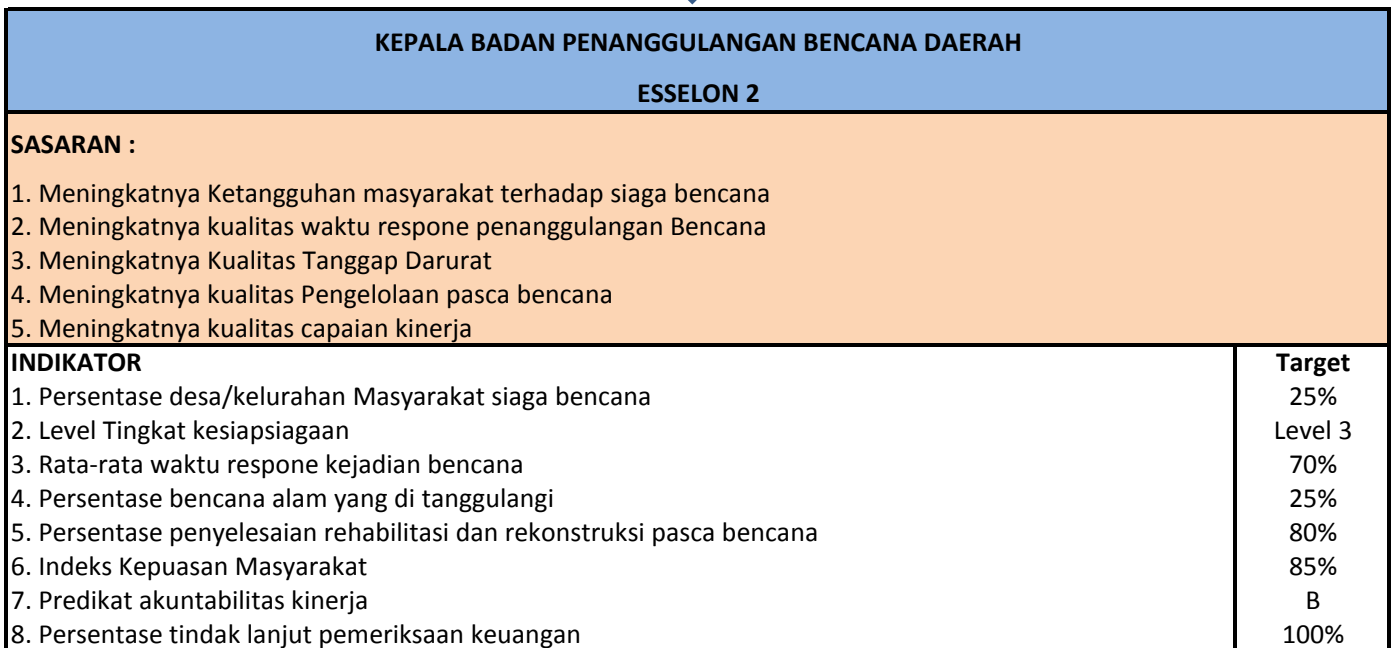 KEPALA BADAN PENANGGULANGAN BENCANA DAERAH
ESSELON 2
SASARAN :
1. Meningkatnya Ketangguhan masyarakat terhadap siaga bencana
2. Meningkatnya kualitas waktu respone penanggulangan Bencana
3. Meningkatnya Kualitas Tanggap Darurat
4. Meningkatnya kualitas Pengelolaan pasca bencana
5. Meningkatnya kualitas capaian kinerja
INDIKATOR Target
1. Persentase desa/kelurahan Masyarakat siaga bencana 25%
2. Level Tingkat kesiapsiagaan Level 3
3. Rata-rata waktu respone kejadian bencana 70%
4. Persentase bencana alam yang di tanggulangi 25%
5. Persentase penyelesaian rehabilitasi dan rekonstruksi pasca bencana 80%
6. Indeks Kepuasan Masyarakat 85%
7. Predikat akuntabilitas kinerja B
8. Persentase tindak lanjut pemeriksaan keuangan 100%